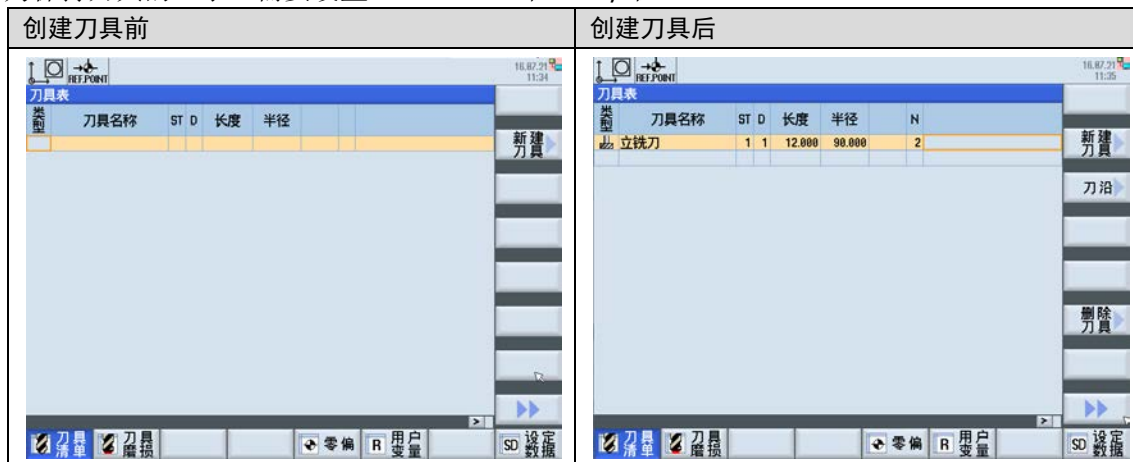 创建刀具前
创建刀具后
REF.POINT
16.07.21
11:34
刀具表
类型 刀具名称 ST D 长度 半径
新建刀具
刀具清单 刀具磨损 零偏 R 用户变量 SD 设定数据
REF.POINT
16.07.21
11:35
刀具表
类型 刀具名称 ST D 长度 半径 N
立铣刀 1 1 12.000 90.000 2
新建刀具
刀沿
删除刀具
刀具清单 刀具磨损 零偏 R 用户变量 SD 设定数据